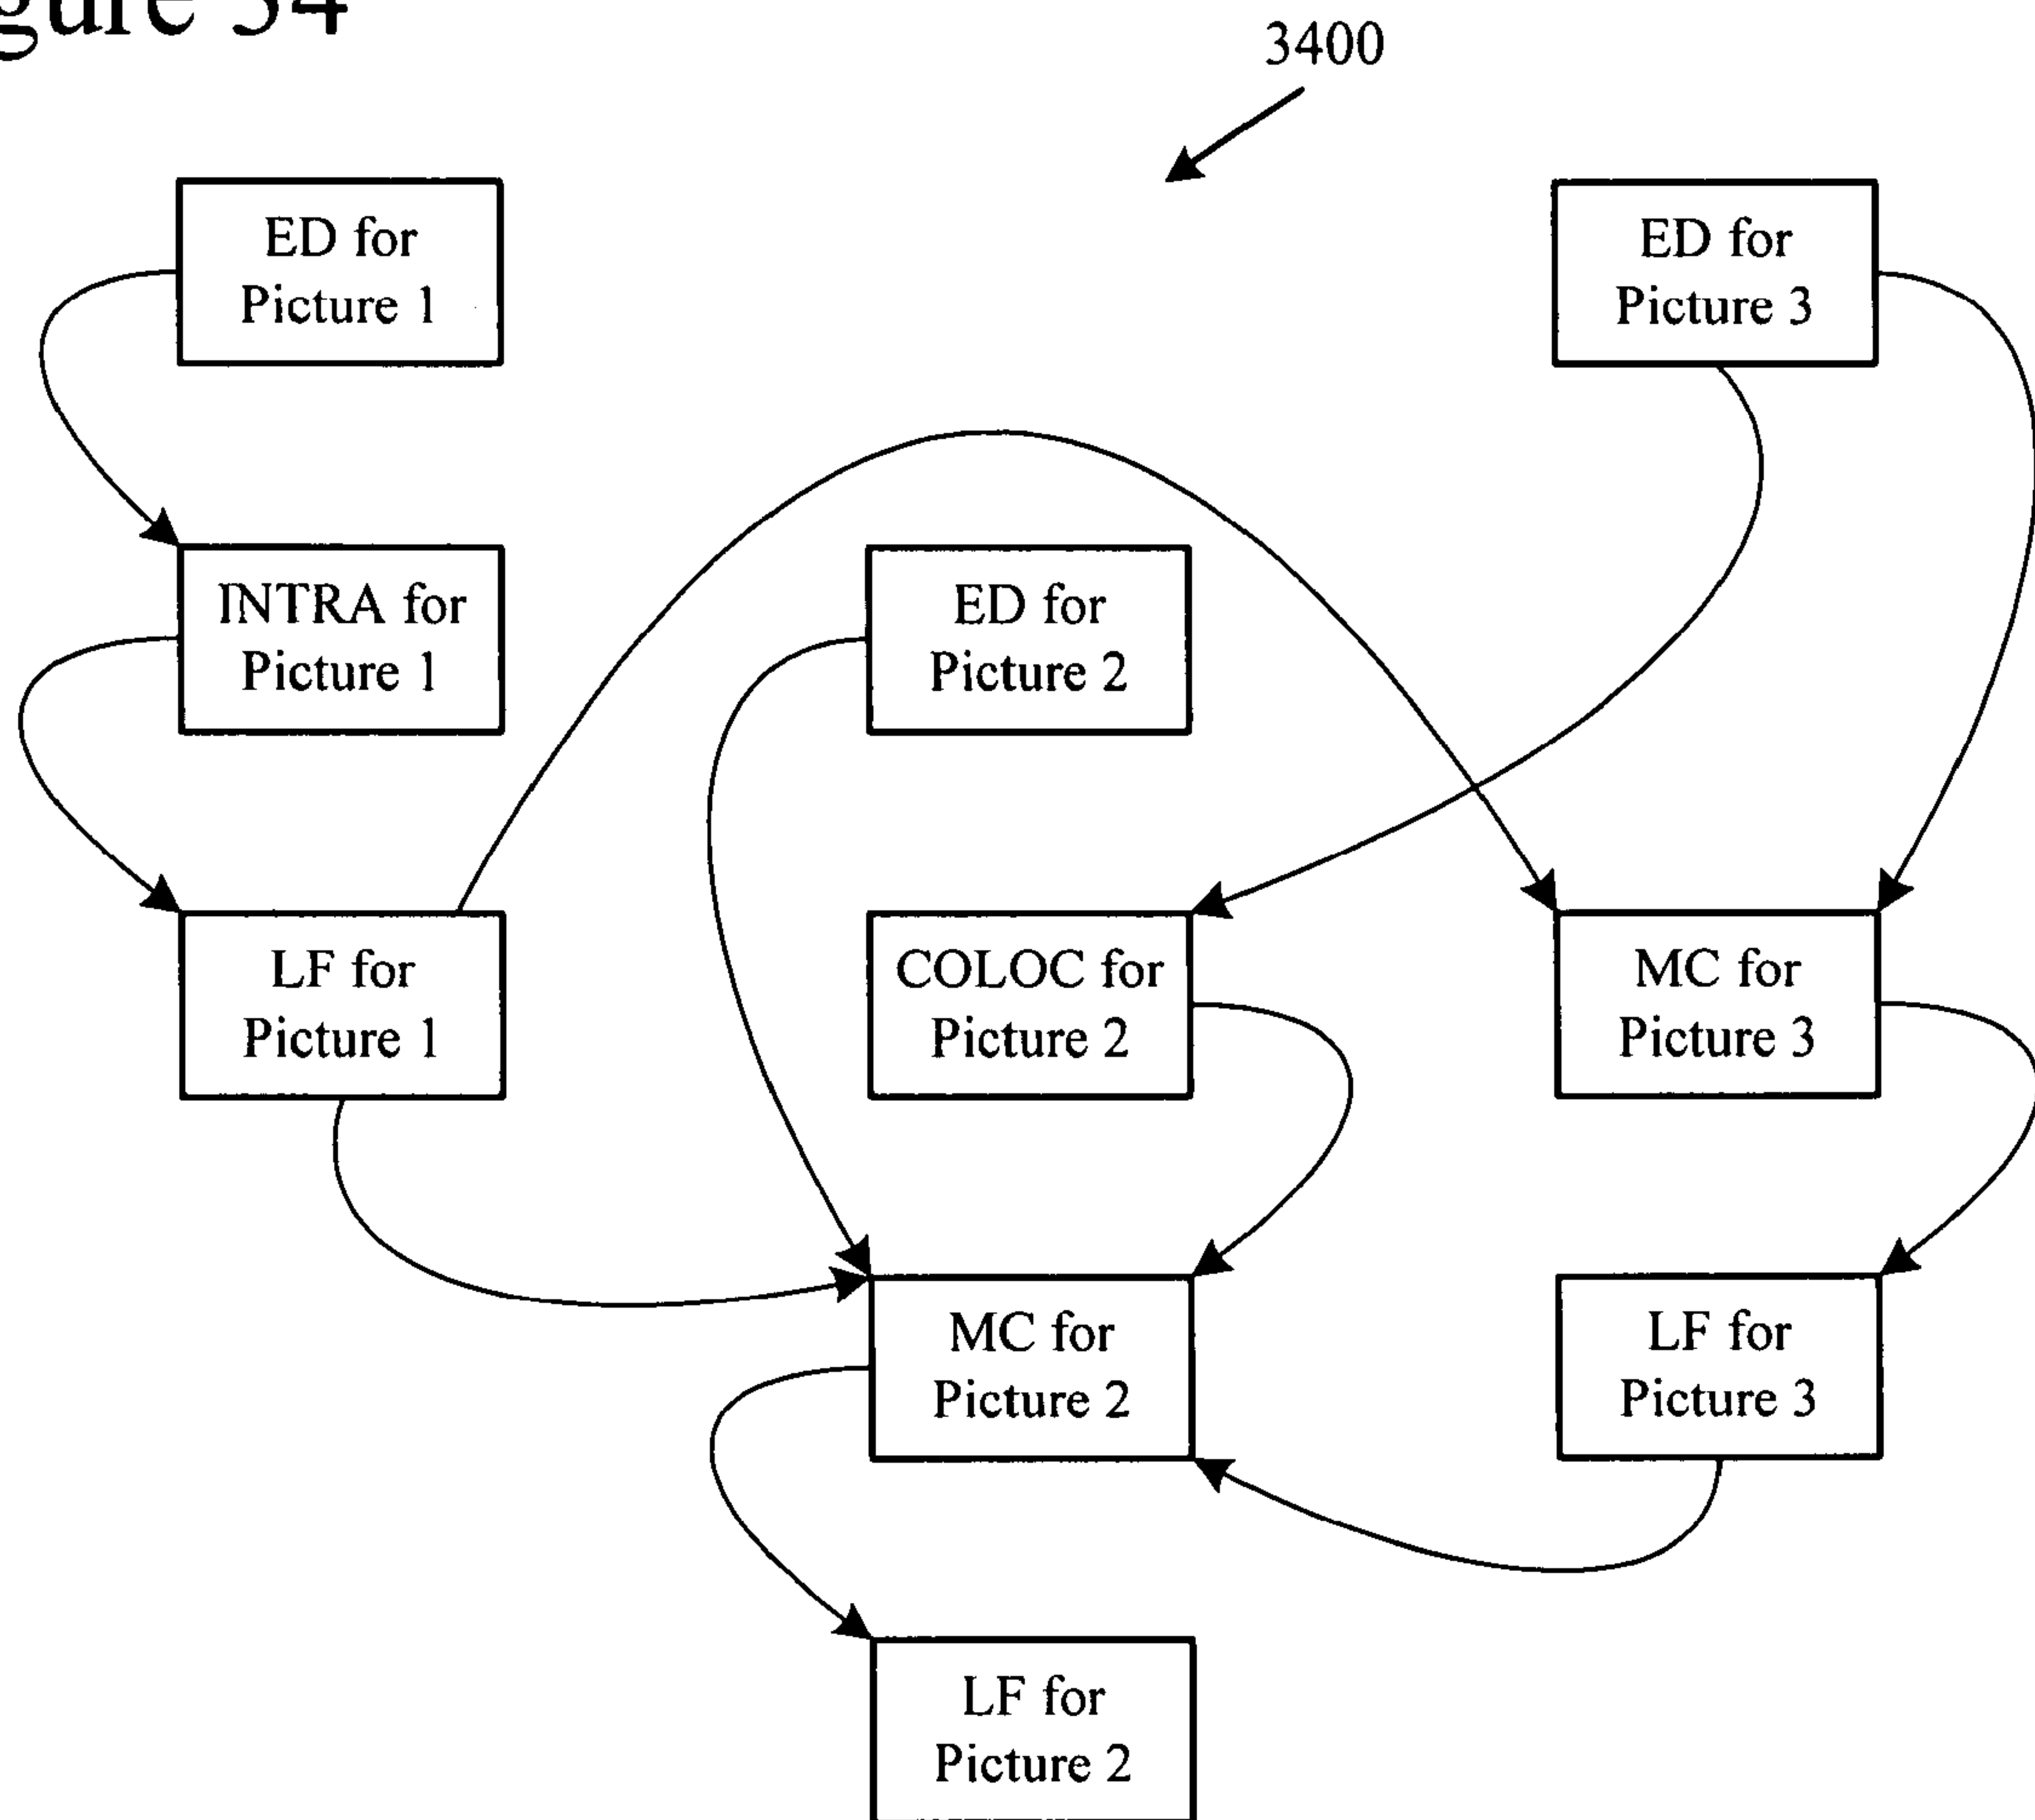 gure 34
3400
ED for
Picture 1
ED for
Picture 3
INTRA for
Picture 1
ED for
Picture 2
LF for
Picture 1
COLOC for
Picture 2
MC for
Picture 3
MC for
Picture 2
LF for
Picture 3
LF for
Picture 2